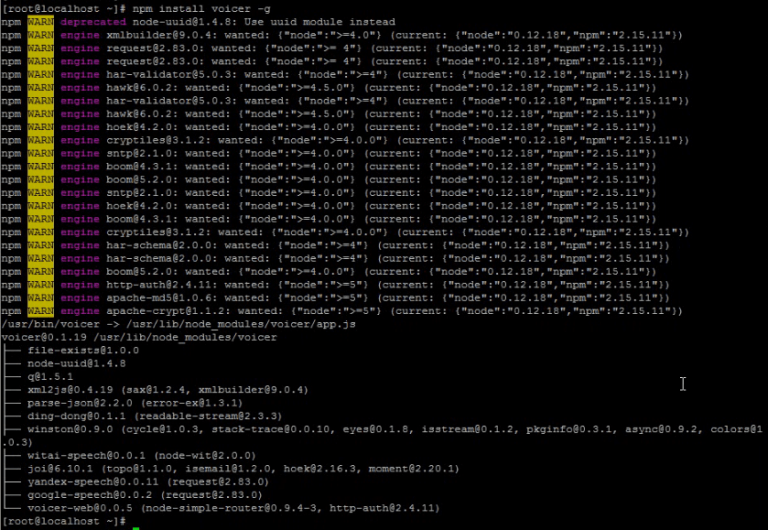 [root@localhost ~]# npm install voicer -g
npm WARN deprecated node-uuid@1.4.8: Use uuid module instead
npm WARN engine xmlbuilder@9.0.4: wanted: {"node":">=4.0"} (current: {"node":"0.12.18","npm":"2.15.11"})
npm WARN engine request@2.83.0: wanted: {"node":">= 4"} (current: {"node":"0.12.18","npm":"2.15.11"})
npm WARN engine request@2.83.0: wanted: {"node":">= 4"} (current: {"node":"0.12.18","npm":"2.15.11"})
npm WARN engine har-validator@5.0.3: wanted: {"node":">=4"} (current: {"node":"0.12.18","npm":"2.15.11"})
npm WARN engine hawk@6.0.2: wanted: {"node":">=4.5.0"} (current: {"node":"0.12.18","npm":"2.15.11"})
npm WARN engine har-validator@5.0.3: wanted: {"node":">=4"} (current: {"node":"0.12.18","npm":"2.15.11"})
npm WARN engine hawk@6.0.2: wanted: {"node":">=4.5.0"} (current: {"node":"0.12.18","npm":"2.15.11"})
npm WARN engine hoek@4.2.0: wanted: {"node":">=4.0.0"} (current: {"node":"0.12.18","npm":"2.15.11"})
npm WARN engine cryptiles@3.1.2: wanted: {"node":">=4.0.0"} (current: {"node":"0.12.18","npm":"2.15.11"})
npm WARN engine sntp@2.1.0: wanted: {"node":">=4.0.0"} (current: {"node":"0.12.18","npm":"2.15.11"})
npm WARN engine boom@4.3.1: wanted: {"node":">=4.0.0"} (current: {"node":"0.12.18","npm":"2.15.11"})
npm WARN engine boom@5.2.0: wanted: {"node":">=4.0.0"} (current: {"node":"0.12.18","npm":"2.15.11"})
npm WARN engine sntp@2.1.0: wanted: {"node":">=4.0.0"} (current: {"node":"0.12.18","npm":"2.15.11"})
npm WARN engine hoek@4.2.0: wanted: {"node":">=4.0.0"} (current: {"node":"0.12.18","npm":"2.15.11"})
npm WARN engine boom@4.3.1: wanted: {"node":">=4.0.0"} (current: {"node":"0.12.18","npm":"2.15.11"})
npm WARN engine cryptiles@3.1.2: wanted: {"node":">=4.0.0"} (current: {"node":"0.12.18","npm":"2.15.11"})
npm WARN engine har-schema@2.0.0: wanted: {"node":">=4"} (current: {"node":"0.12.18","npm":"2.15.11"})
npm WARN engine har-schema@2.0.0: wanted: {"node":">=4"} (current: {"node":"0.12.18","npm":"2.15.11"})
npm WARN engine boom@5.2.0: wanted: {"node":">=4.0.0"} (current: {"node":"0.12.18","npm":"2.15.11"})
npm WARN engine http-auth@2.4.11: wanted: {"node":">=5"} (current: {"node":"0.12.18","npm":"2.15.11"})
npm WARN engine apache-md5@1.0.6: wanted: {"node":">=5"} (current: {"node":"0.12.18","npm":"2.15.11"})
npm WARN engine apache-crypt@1.1.2: wanted: {"node":">=5"} (current: {"node":"0.12.18","npm":"2.15.11"})
/usr/bin/voicer -> /usr/lib/node_modules/voicer/app.js
voicer@0.1.19 /usr/lib/node_modules/voicer
├── file-exists@1.0.0
├── node-uuid@1.4.8
├── q@1.5.1
├── xml2js@0.4.19 (sax@1.2.4, xmlbuilder@9.0.4)
├── parse-json@2.2.0 (error-ex@1.3.1)
├── ding-dong@0.1.1 (readable-stream@2.3.3)
├── winston@0.9.0 (cycle@1.0.3, stack-trace@0.0.10, eyes@0.1.8, isstream@0.1.2, pkginfo@0.3.1, async@0.9.2, colors@1
.0.3)
├── witai-speech@0.0.1 (node-wit@2.0.0)
├── joi@6.10.1 (topo@1.1.0, isemail@1.2.0, hoek@2.16.3, moment@2.20.1)
├── yandex-speech@0.0.11 (request@2.83.0)
├── google-speech@0.0.2 (request@2.83.0)
└── voicer-web@0.0.5 (node-simple-router@0.9.4-3, http-auth@2.4.11)
[root@localhost ~]#